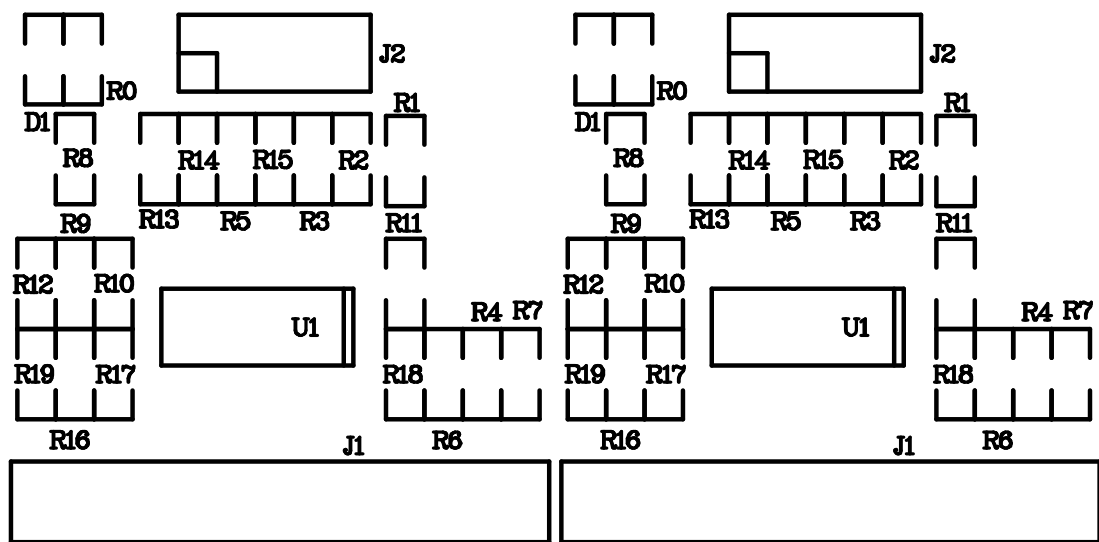 J2 J2
R0 R0
R1 R1
D1 D1
R8 R14 R15 R2 R8 R14 R15 R2
R9 R13 R5 R3 R11 R9 R13 R5 R3 R11
R12 R10 R12 R10
R4 R7 R4 R7
U1 U1
R19 R17 R18 R19 R17 R18
R16 R6 R16 R6
J1 J1